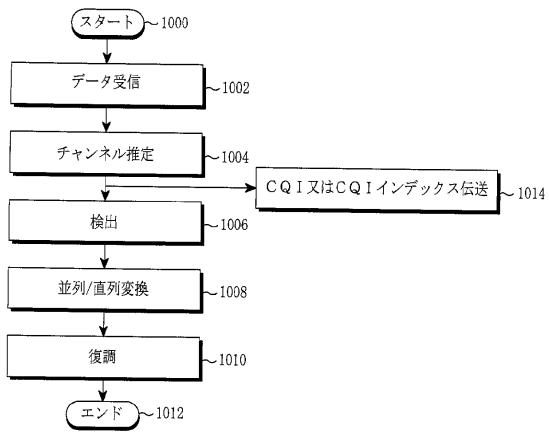 スタート 1000
データ受信 1002
チャンネル推定 1004
CQI又はCQIインデックス伝送 1014
検出 1006
並列/直列変換 1008
復調 1010
エンド 1012